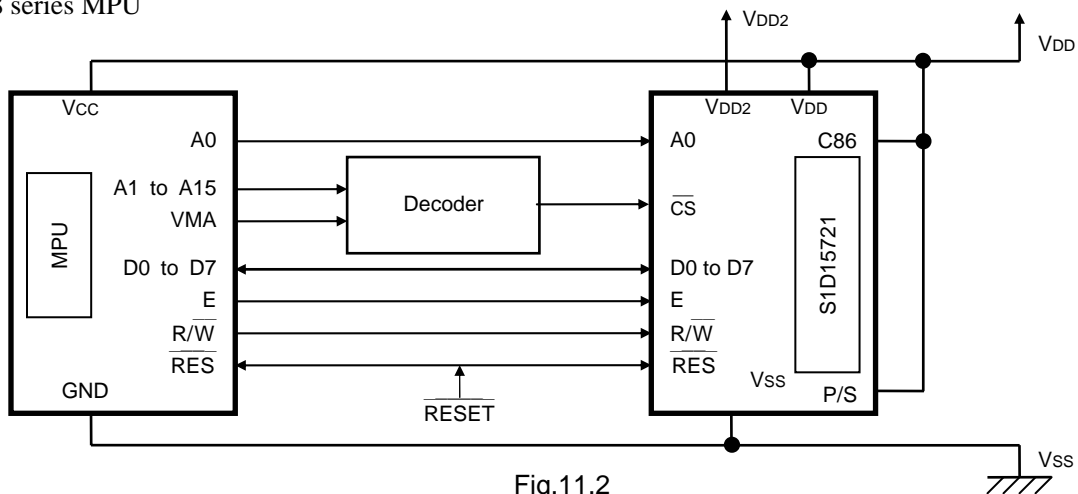 series MPU
VDD2
VDD
VCC
VDD2 VDD
A0
A0
C86
A1 to A15
VMA
Decoder
CS
MPU
S1D15721
D0 to D7
D0 to D7
E
E
R/W
R/W
RES
RES
VSS
GND
P/S
RESET
VSS
Fig.11.2